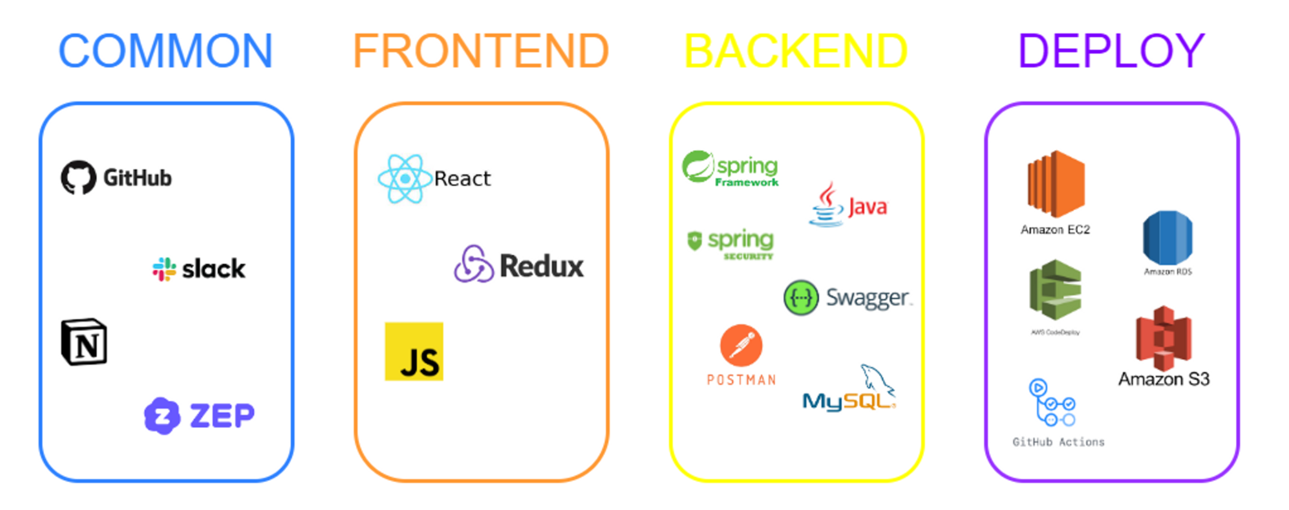 COMMON
FRONTEND
BACKEND
DEPLOY
GitHub
slack
N
Z ZEP
React
Redux
JS
spring
Framework
Java
spring
SECURITY
{···} Swagger
POSTMAN
MySQL
Amazon EC2
Amazon RDS
AWS CodeDeploy
Amazon S3
GitHub Actions